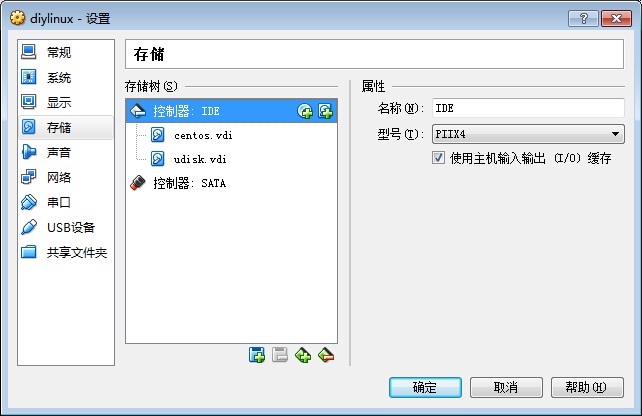 diylinux - 设置
常规
系统
显示
存储
声音
网络
串口
USB设备
共享文件夹
存储
存储树(S)
控制器: IDE
centos.vdi
udisk.vdi
控制器: SATA
属性
名称(N): IDE
型号(T): PIIX4
使用主机输入输出 (I/O) 缓存
确定
取消
帮助(H)